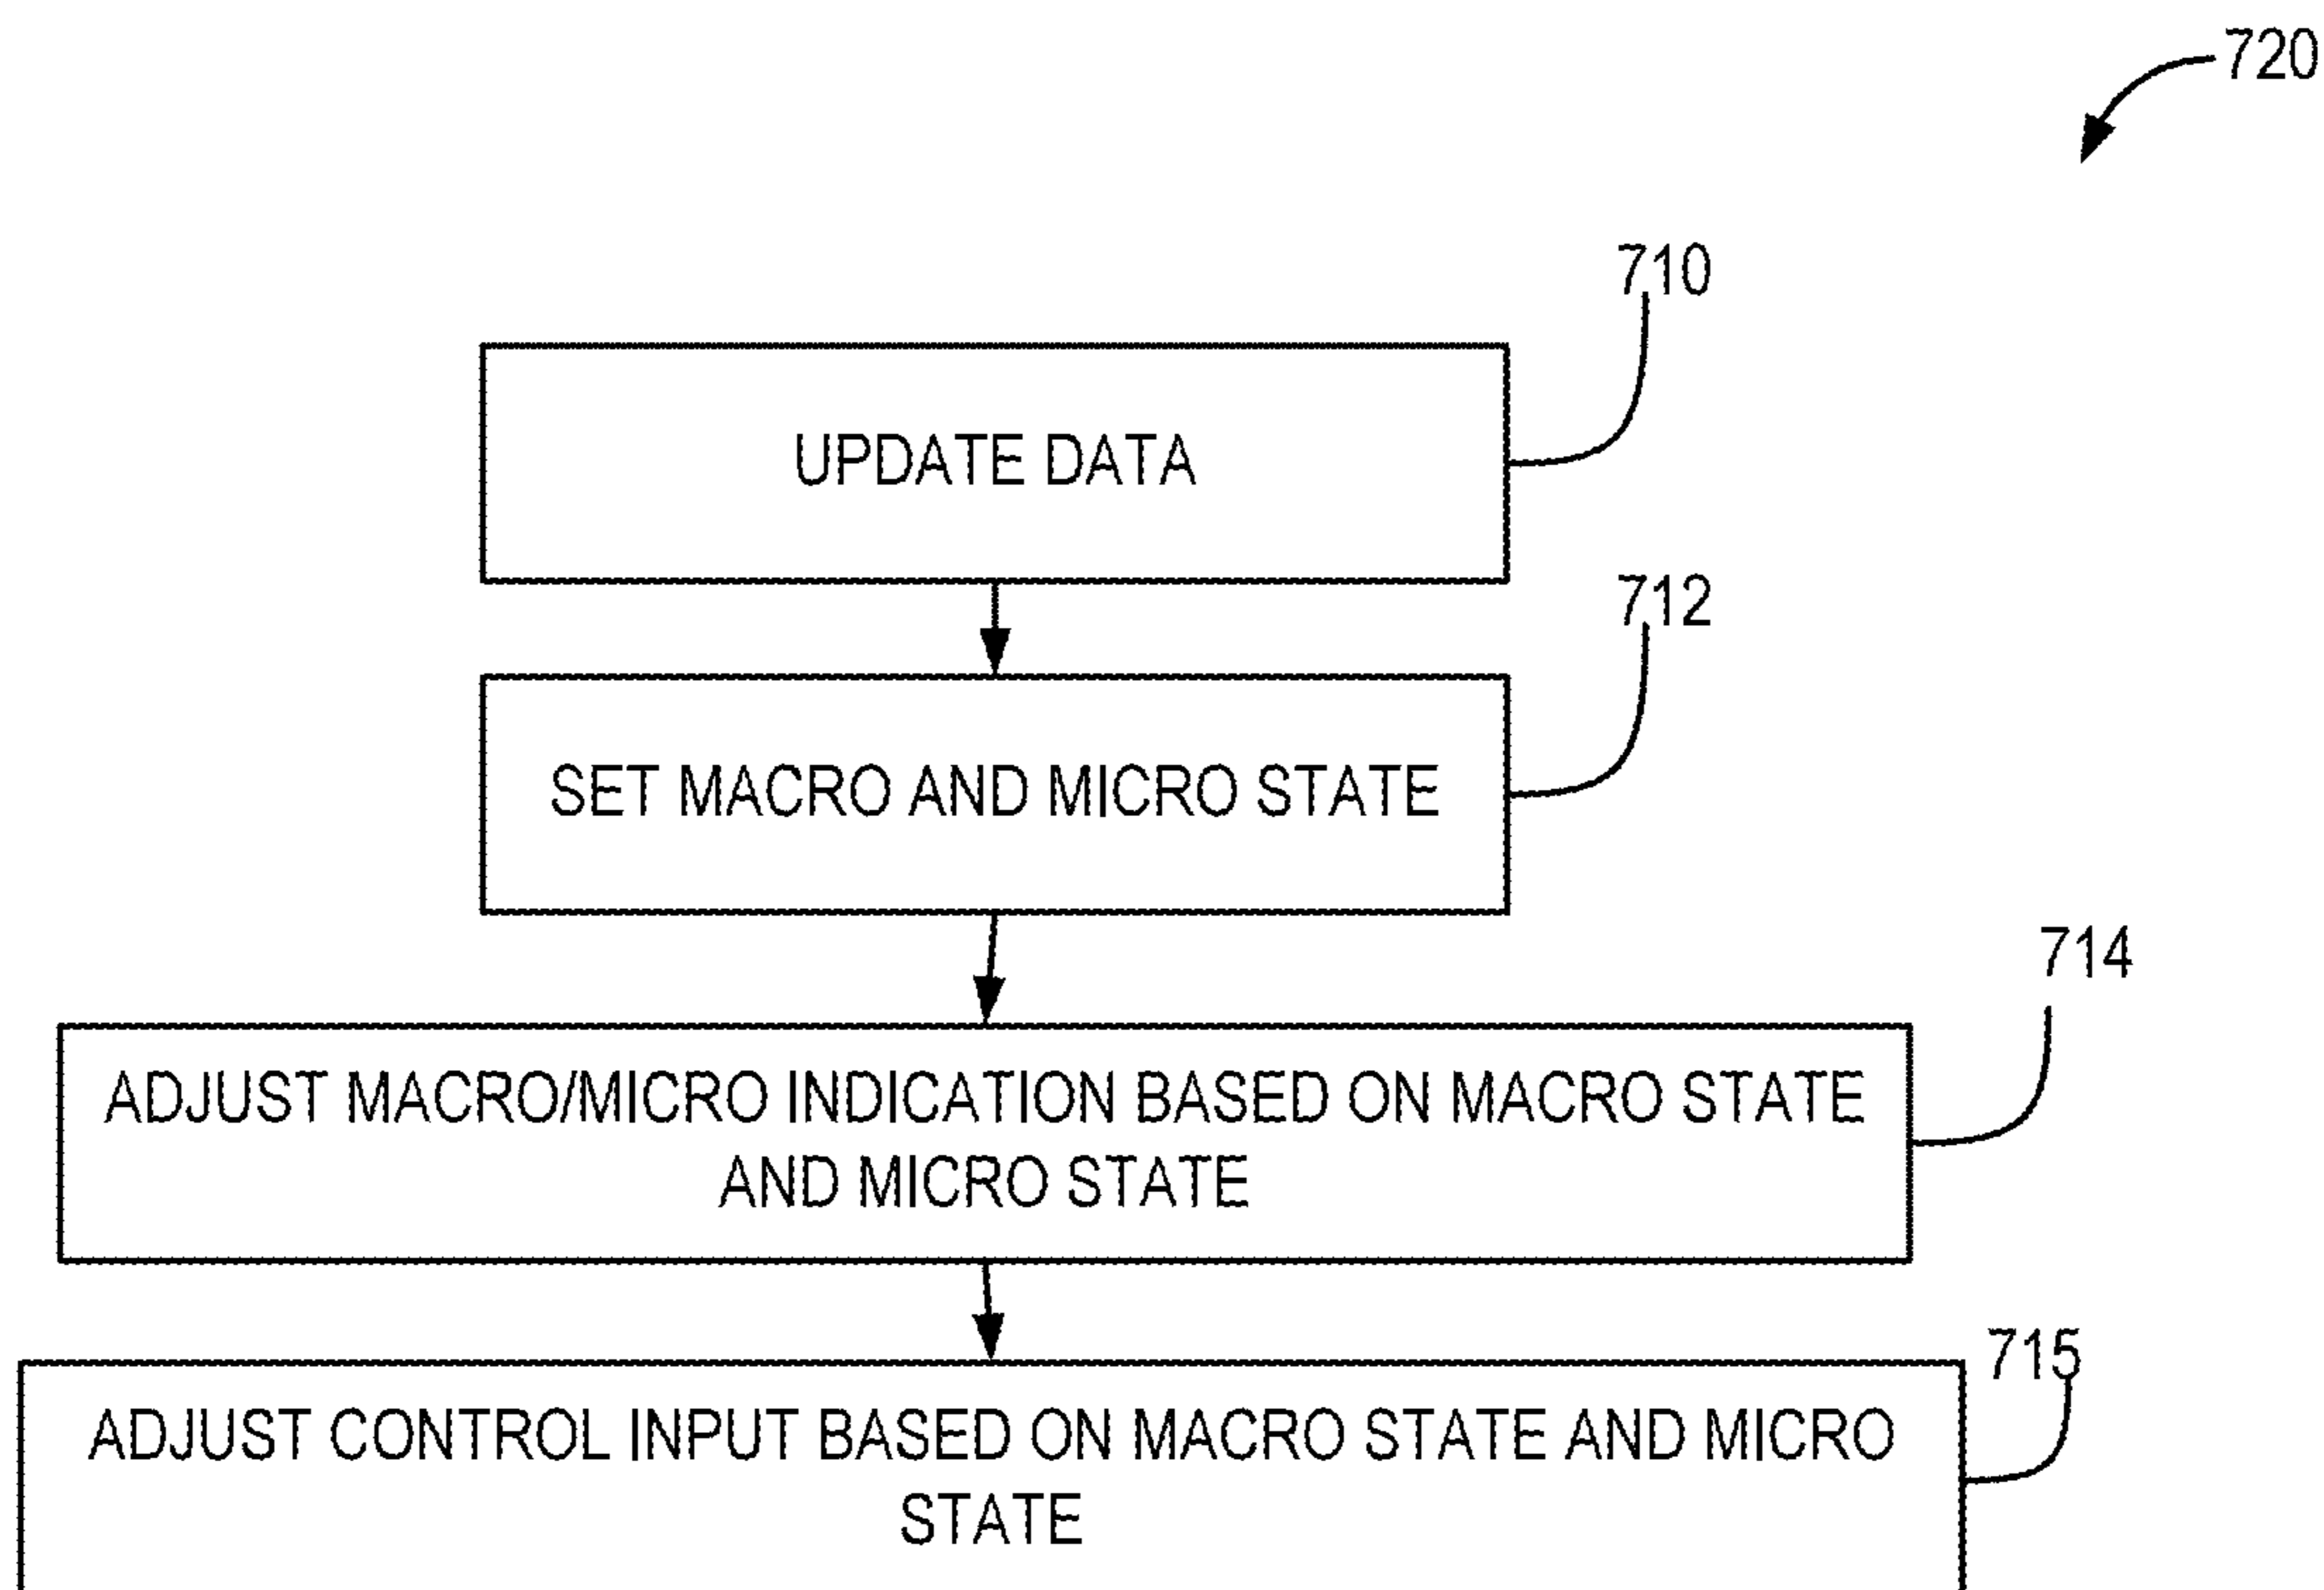 720
710
UPDATE DATA
712
SET MACRO AND MICRO STATE
714
ADJUST MACRO/MICRO INDICATION BASED ON MACRO STATE
AND MICRO STATE
715
ADJUST CONTROL INPUT BASED ON MACRO STATE AND MICRO
STATE